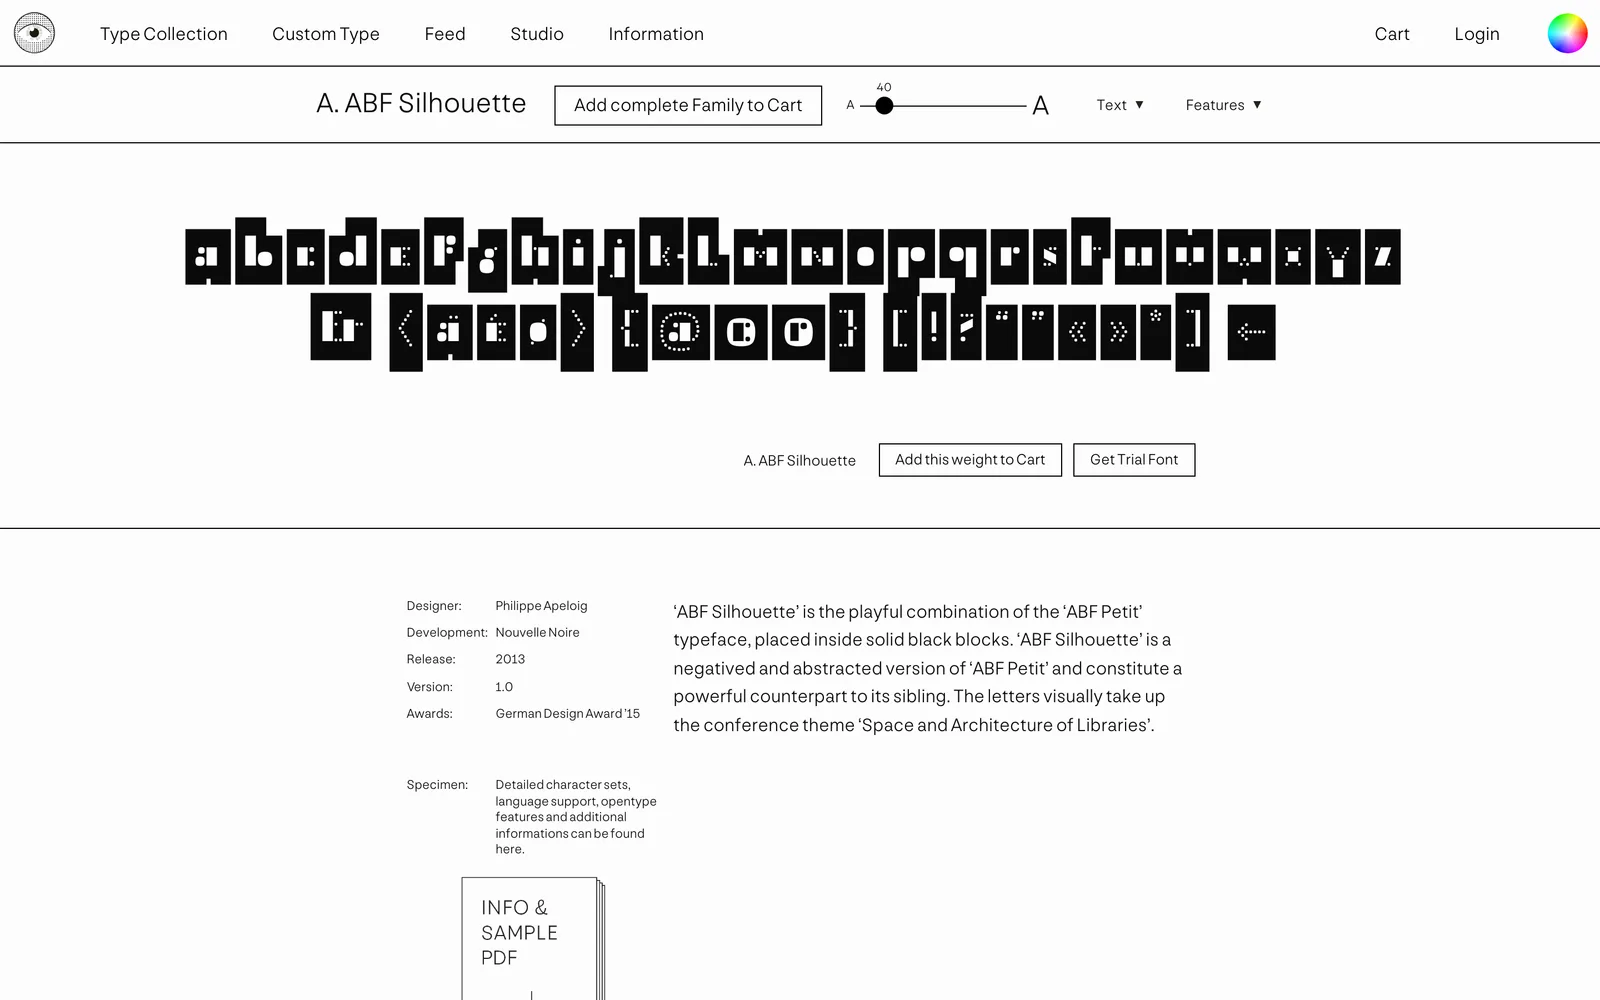 Type Collection
Custom Type
Feed
Studio
Information
Cart
Login
A. ABF Silhouette
Add complete Family to Cart
A
40
A
Text ▼
Features ▼
abcdefghijklmnopqrstuvwxyz
& ‹äéȯ› {@©®} [!?“”«»*] ←
A. ABF Silhouette
Add this weight to Cart
Get Trial Font
Designer: Philippe Apeloig
Development: Nouvelle Noire
Release: 2013
Version: 1.0
Awards: German Design Award '15
‘ABF Silhouette’ is the playful combination of the ‘ABF Petit’
typeface, placed inside solid black blocks. ‘ABF Silhouette’ is a
negatived and abstracted version of ‘ABF Petit’ and constitute a
powerful counterpart to its sibling. The letters visually take up
the conference theme ‘Space and Architecture of Libraries’.
Specimen: Detailed character sets,
language support, opentype
features and additional
informations can be found
here.
INFO &
SAMPLE
PDF